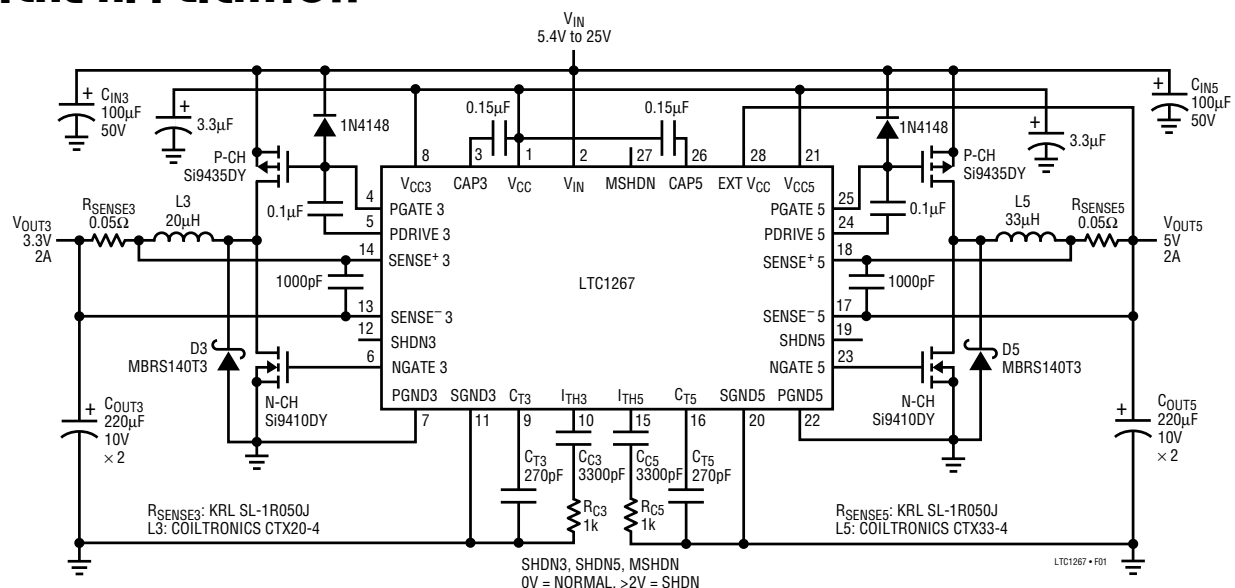 V_IN
5.4V to 25V
+
C_IN3
100µF
50V
+
3.3µF
1N4148
0.15µF
0.15µF
1N4148
+
3.3µF
+
C_IN5
100µF
50V
P-CH
Si9435DY
P-CH
Si9435DY
8
3
1
2
27
26
28
21
V_CC3
CAP3
V_CC
V_IN
MSHDN
CAP5
EXT V_CC
V_CC5
V_OUT3
3.3V
2A
R_SENSE3
0.05Ω
L3
20µH
0.1µF
4
PGATE 3
5
PDRIVE 3
14
SENSE⁺ 3
1000pF
13
SENSE⁻ 3
12
SHDN3
6
NGATE 3
LTC1267
25
PGATE 5
24
PDRIVE 5
18
SENSE⁺ 5
17
SENSE⁻ 5
19
SHDN5
23
NGATE 5
0.1µF
1000pF
L5
33µH
R_SENSE5
0.05Ω
V_OUT5
5V
2A
D3
MBRS140T3
N-CH
Si9410DY
D5
MBRS140T3
N-CH
Si9410DY
PGND3
SGND3
C_T3
I_TH3
I_TH5
C_T5
SGND5
PGND5
7
11
9
10
15
16
20
22
+
C_OUT3
220µF
10V
× 2
+
C_OUT5
220µF
10V
× 2
C_T3
270pF
C_C3
3300pF
C_C5
3300pF
C_T5
270pF
R_C3
1k
R_C5
1k
R_SENSE3: KRL SL-1R050J
L3: COILTRONICS CTX20-4
R_SENSE5: KRL SL-1R050J
L5: COILTRONICS CTX33-4
SHDN3, SHDN5, MSHDN
0V = NORMAL, >2V = SHDN
LTC1267 • F01